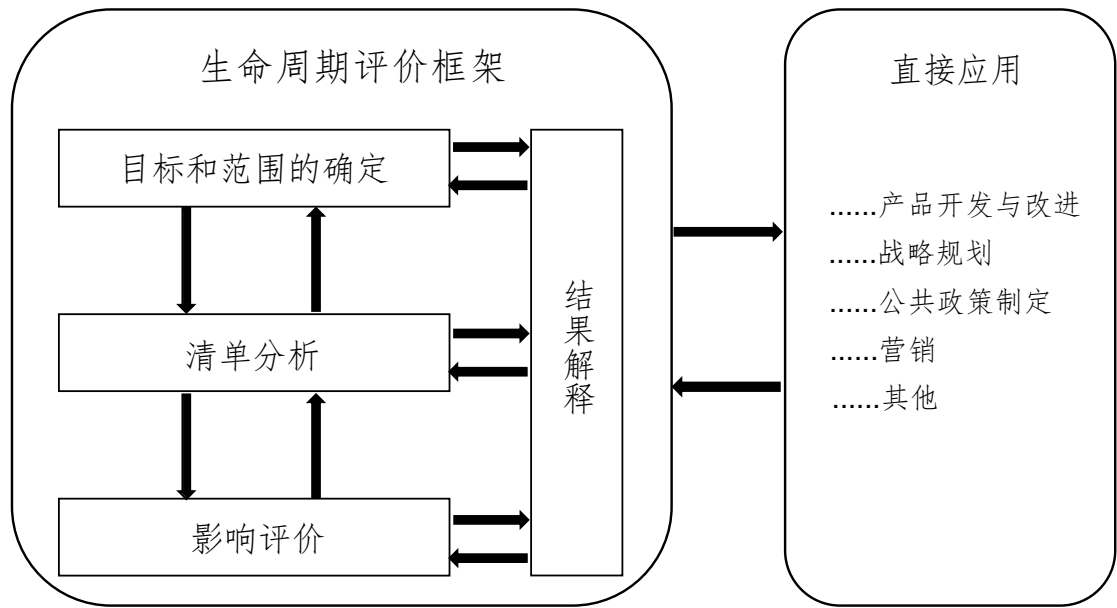 生命周期评价框架
目标和范围的确定
清单分析
影响评价
结果解释
直接应用
......产品开发与改进
......战略规划
......公共政策制定
......营销
......其他